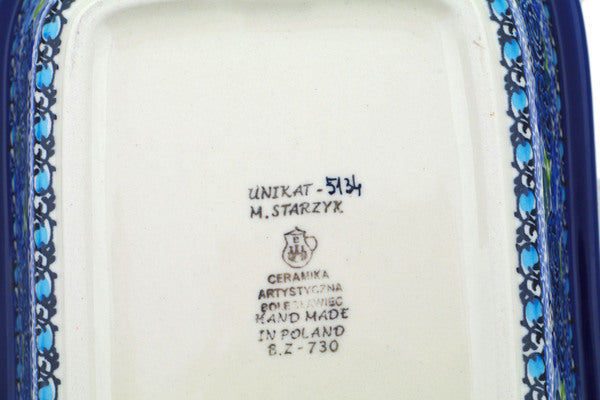 UNIKAT-5134
M.STARZYK
B
CERAMIKA
ARTYSTYCZNA
BOLESŁAWIEC
HAND MADE
IN POLAND
B.Z-730